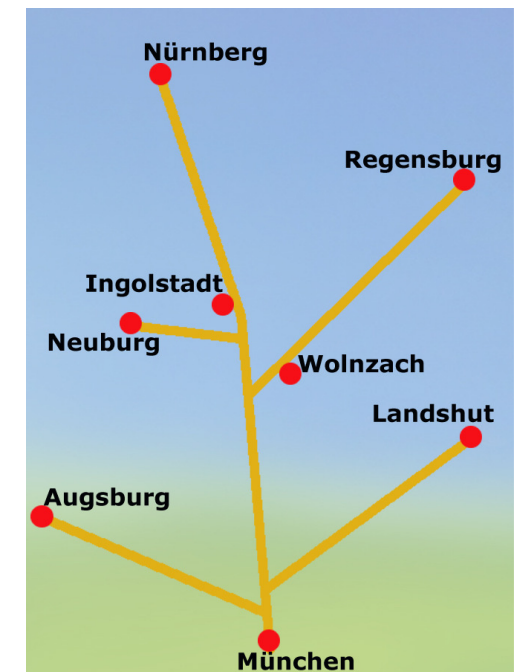 Nürnberg
Regensburg
Ingolstadt
Neuburg
Wolnzach
Landshut
Augsburg
München